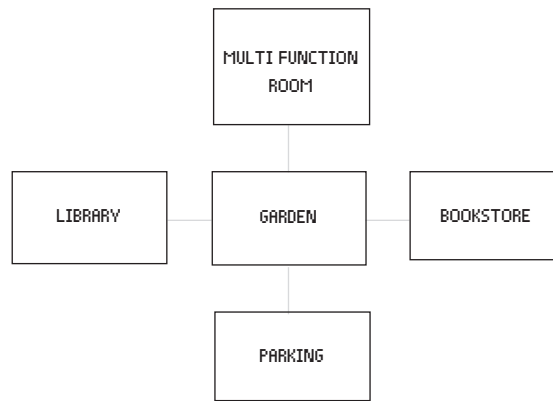 MULTI FUNCTION
ROOM
LIBRARY
GARDEN
BOOKSTORE
PARKING